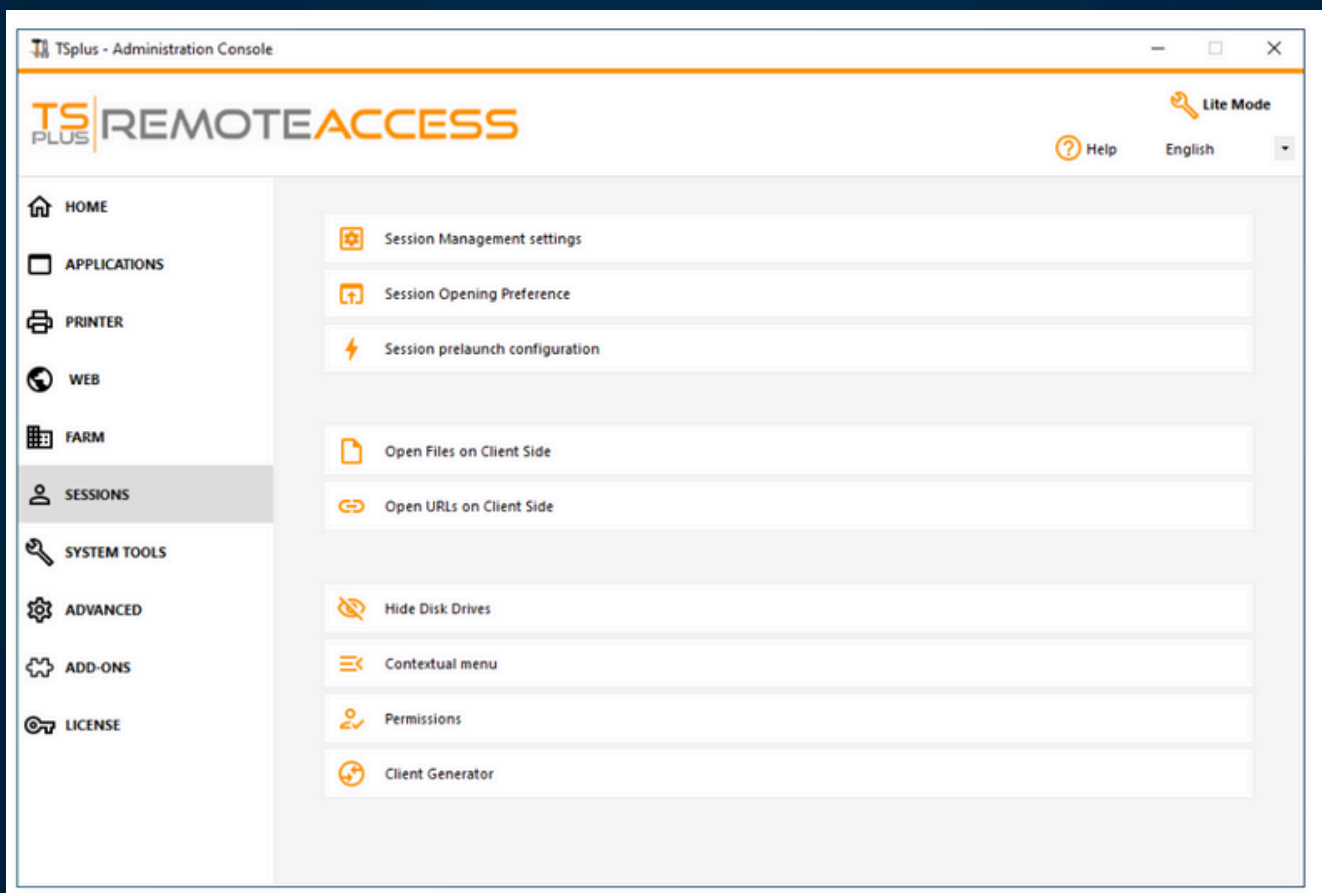 TSplus - Administration Console
TS PLUS REMOTEACCESS
Lite Mode
Help
English
HOME
APPLICATIONS
PRINTER
WEB
FARM
SESSIONS
SYSTEM TOOLS
ADVANCED
ADD-ONS
LICENSE
Session Management settings
Session Opening Preference
Session prelaunch configuration
Open Files on Client Side
Open URLs on Client Side
Hide Disk Drives
Contextual menu
Permissions
Client Generator